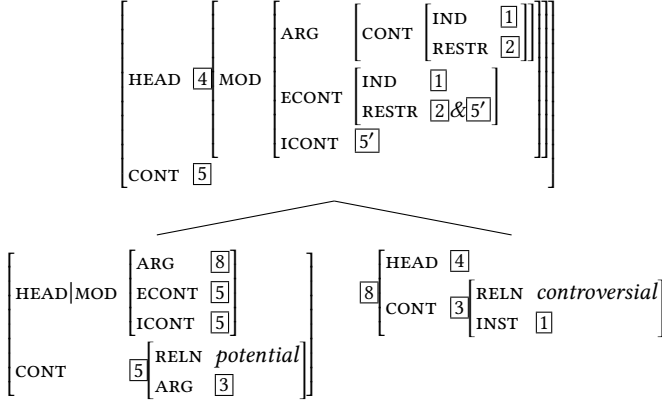 ARG CONT IND 1
RESTR 2
HEAD 4 MOD
ECONT IND 1
RESTR 2 & 5′
ICONT 5′
CONT 5
ARG 8
HEAD|MOD ECONT 5
ICONT 5
CONT 5 RELN potential
ARG 3
HEAD 4
8 CONT 3 RELN controversial
INST 1